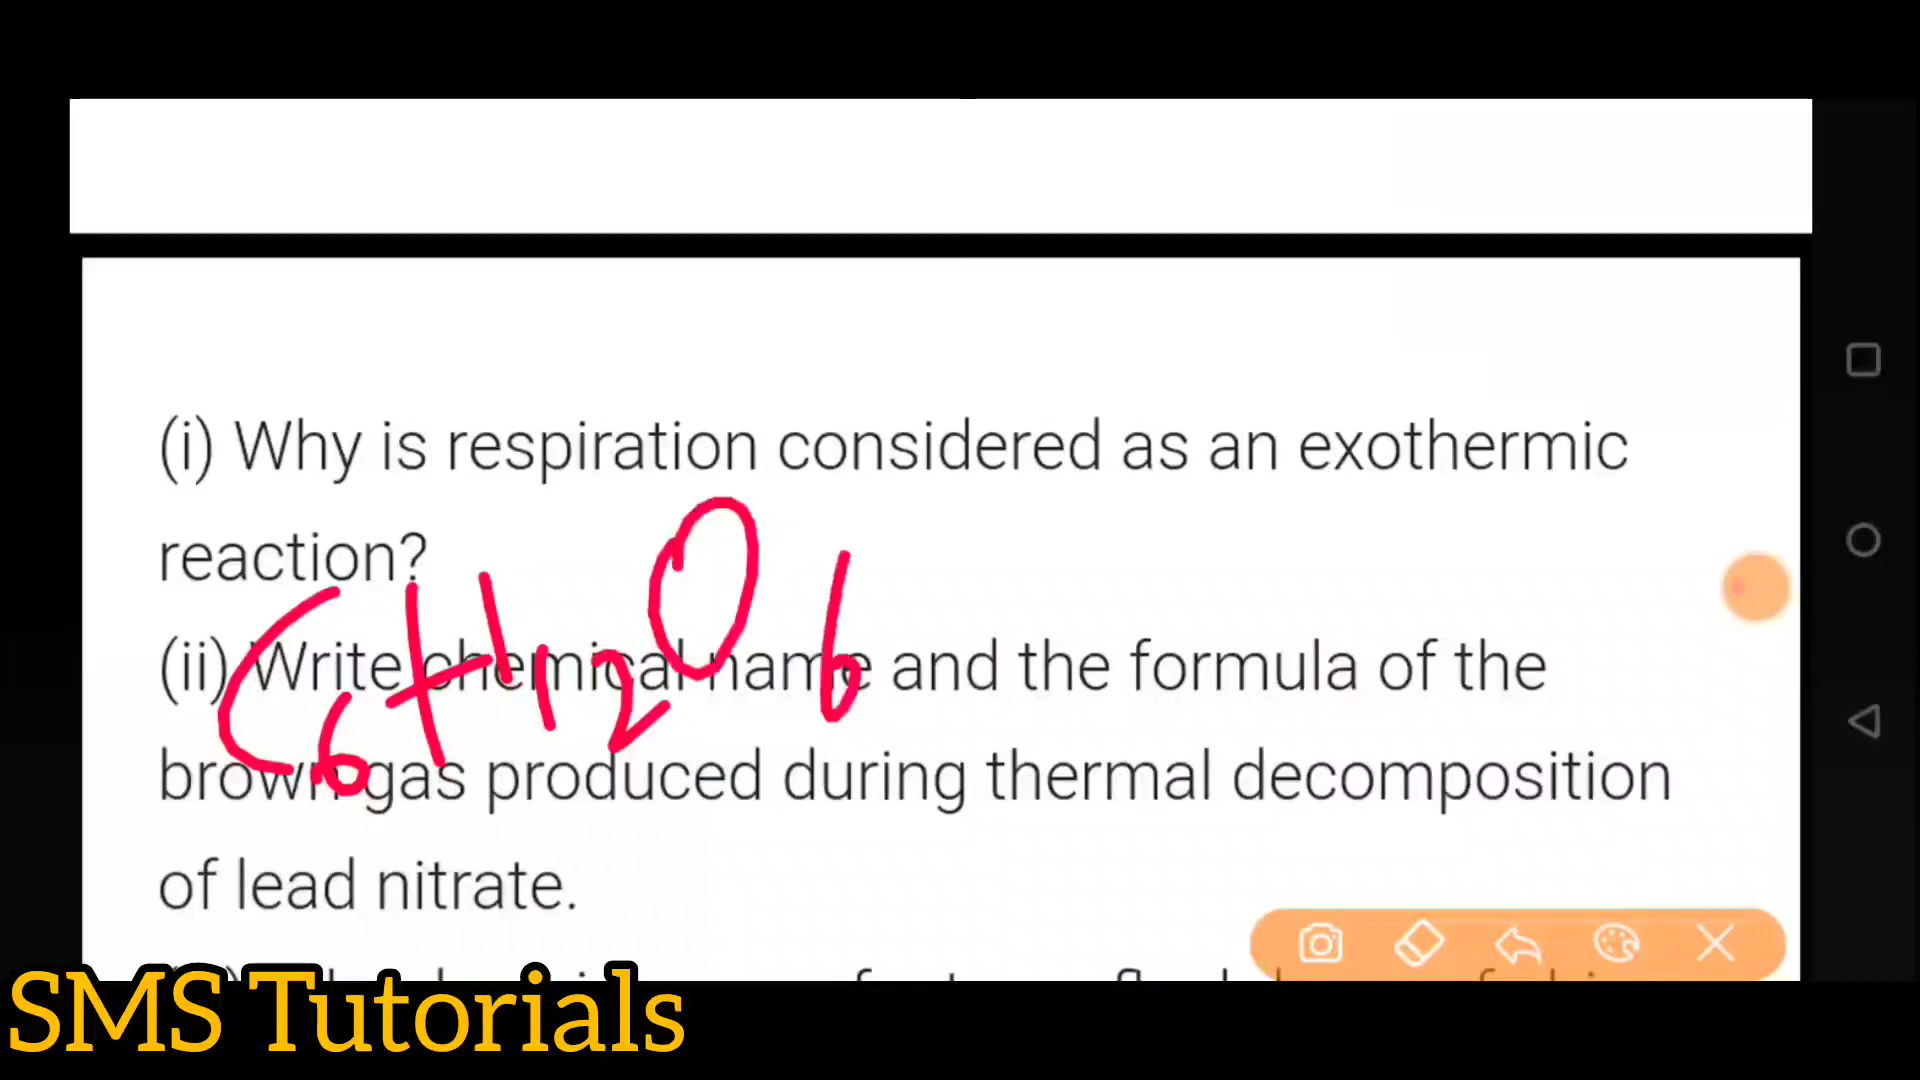 (i) Why is respiration considered as an exothermic
reaction?
C6H12O6
(ii) Write chemical name and the formula of the
brown gas produced during thermal decomposition
of lead nitrate.
SMS Tutorials